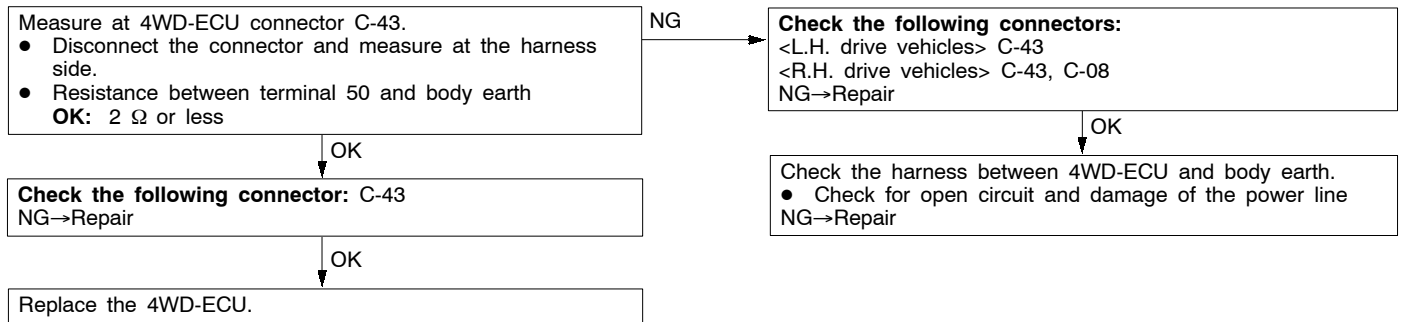 Measure at 4WD-ECU connector C-43.
● Disconnect the connector and measure at the harness
side.
● Resistance between terminal 50 and body earth
OK: 2 Ω or less
NG
OK
Check the following connector: C-43
NG→Repair
OK
Replace the 4WD-ECU.
Check the following connectors:
<L.H. drive vehicles> C-43
<R.H. drive vehicles> C-43, C-08
NG→Repair
OK
Check the harness between 4WD-ECU and body earth.
● Check for open circuit and damage of the power line
NG→Repair